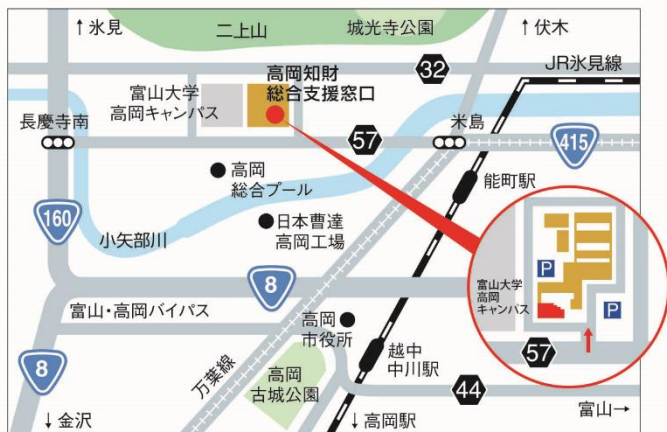 ↑氷見
二上山
城光寺公園
↑伏木
JR氷見線
32
高岡知財
総合支援窓口
富山大学
高岡キャンパス
長慶寺南
57
米島
415
高岡
総合プール
能町駅
160
小矢部川
日本曹達
高岡工場
P
富山大学
高岡
キャンパス
P
8
富山・高岡バイパス
高岡
市役所
57
越中
中川駅
8
万葉線
高岡
古城公園
44
↓金沢
↓高岡駅
富山→